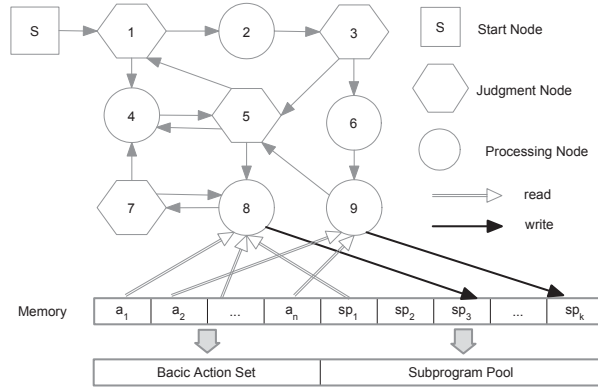 S 1 2 3 S Start Node
Judgment Node
4 5 6
Processing Node
7 8 9 read
write
Memory a1 a2 ... an sp1 sp2 sp3 ... spk
Bacic Action Set Subprogram Pool